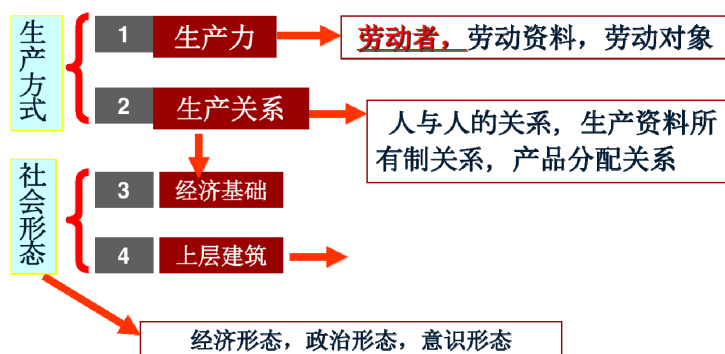 生产方式
1 生产力
劳动者，劳动资料，劳动对象
2 生产关系
人与人的关系，生产资料所
有制关系，产品分配关系
社会形态
3 经济基础
4 上层建筑
经济形态，政治形态，意识形态